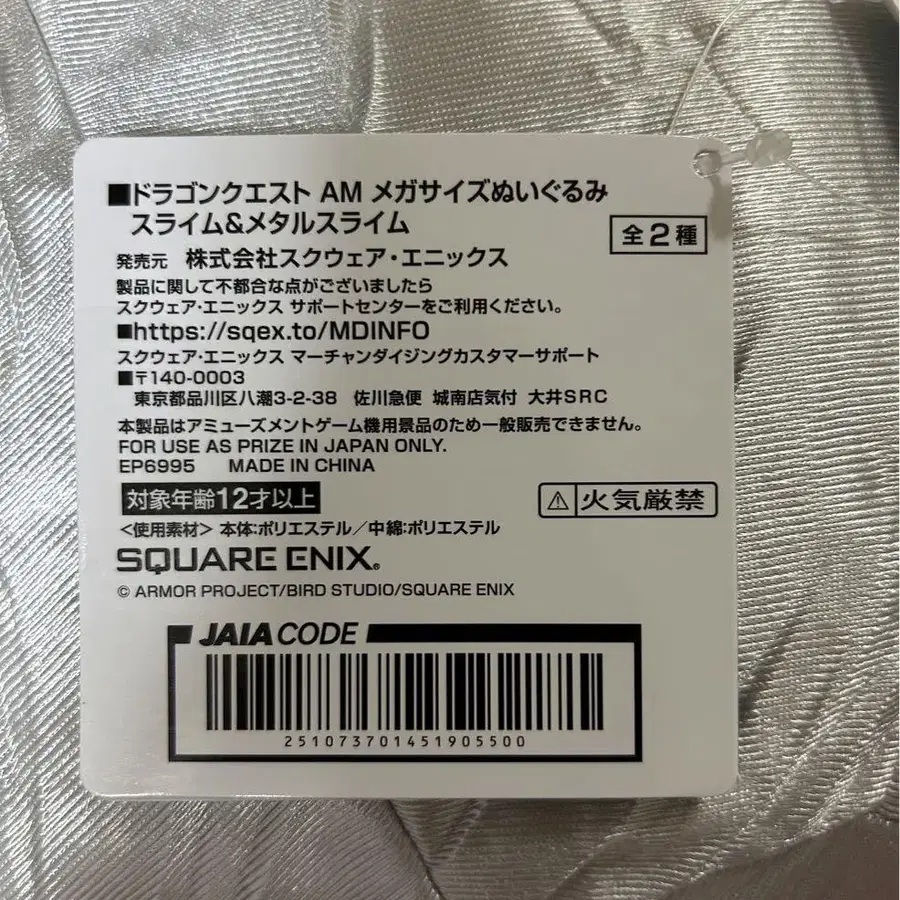 ■ドラゴンクエスト AM メガサイズぬいぐるみ
スライム&メタルスライム
全2種
発売元 株式会社スクウェア・エニックス
製品に関して不都合な点がございましたら
スクウェア・エニックス サポートセンターをご利用ください。
■https://sqex.to/MDINFO
スクウェア・エニックス マーチャンダイジングカスタマーサポート
■〒140-0003
東京都品川区八潮3-2-38 佐川急便 城南店気付 大井SRC
本製品はアミューズメントゲーム機用景品のため一般販売できません。
FOR USE AS PRIZE IN JAPAN ONLY.
EP6995 MADE IN CHINA
対象年齢12才以上
⚠火気厳禁
<使用素材> 本体:ポリエステル/中綿:ポリエステル
SQUARE ENIX®
© ARMOR PROJECT/BIRD STUDIO/SQUARE ENIX
JAIA CODE
251073701451905500